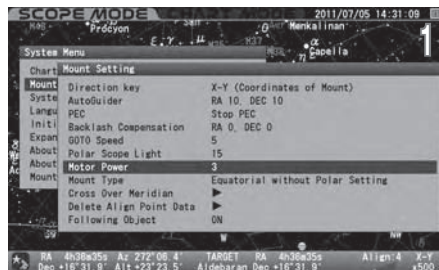 SCOPE MODE 2011/07/05 14:31:09
Procyon Menkalinan 1
Capella
System Menu
Chart Mount Setting
Mount Direction key X-Y (Coordinates of Mount)
Syste AutoGuider RA 10, DEC 10
Langu PEC Stop PEC
Initi Backlash Compensation RA 0, DEC 0
Expan GOTO Speed 5
About Polar Scope Light 15
About Motor Power 3
Mount Mount Type Equatorial without Polar Setting
Cross Over Meridian ▶
Delete Align Point Data ▶
Following Object ON
RA 4h36m35s Az 272°06.4' TARGET RA 4h36m35s Align:4 X-Y
Dec +16°31.9' Alt +23°23.5' Aldebaran Dec +16°31.9' x500